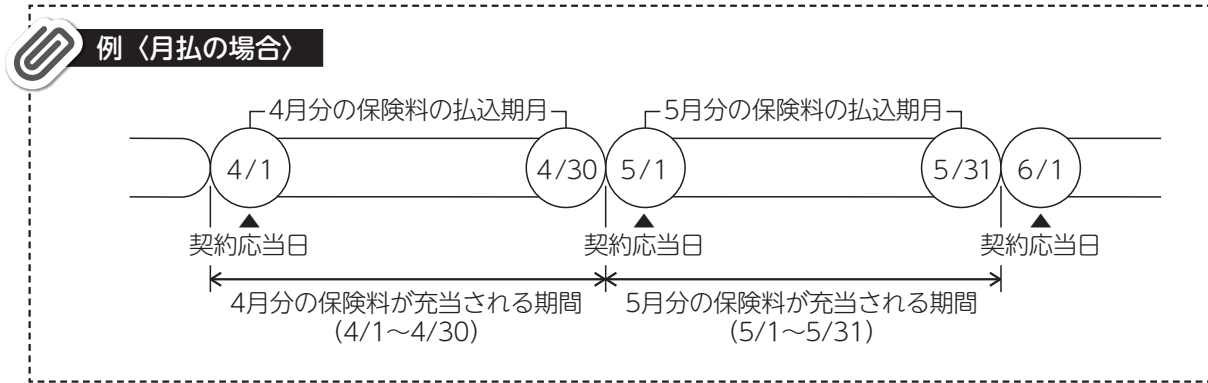 例〈月払の場合〉
4月分の保険料の払込期月
5月分の保険料の払込期月
4/1
4/30
5/1
5/31
6/1
契約応当日
契約応当日
契約応当日
4月分の保険料が充当される期間
(4/1～4/30)
5月分の保険料が充当される期間
(5/1～5/31)